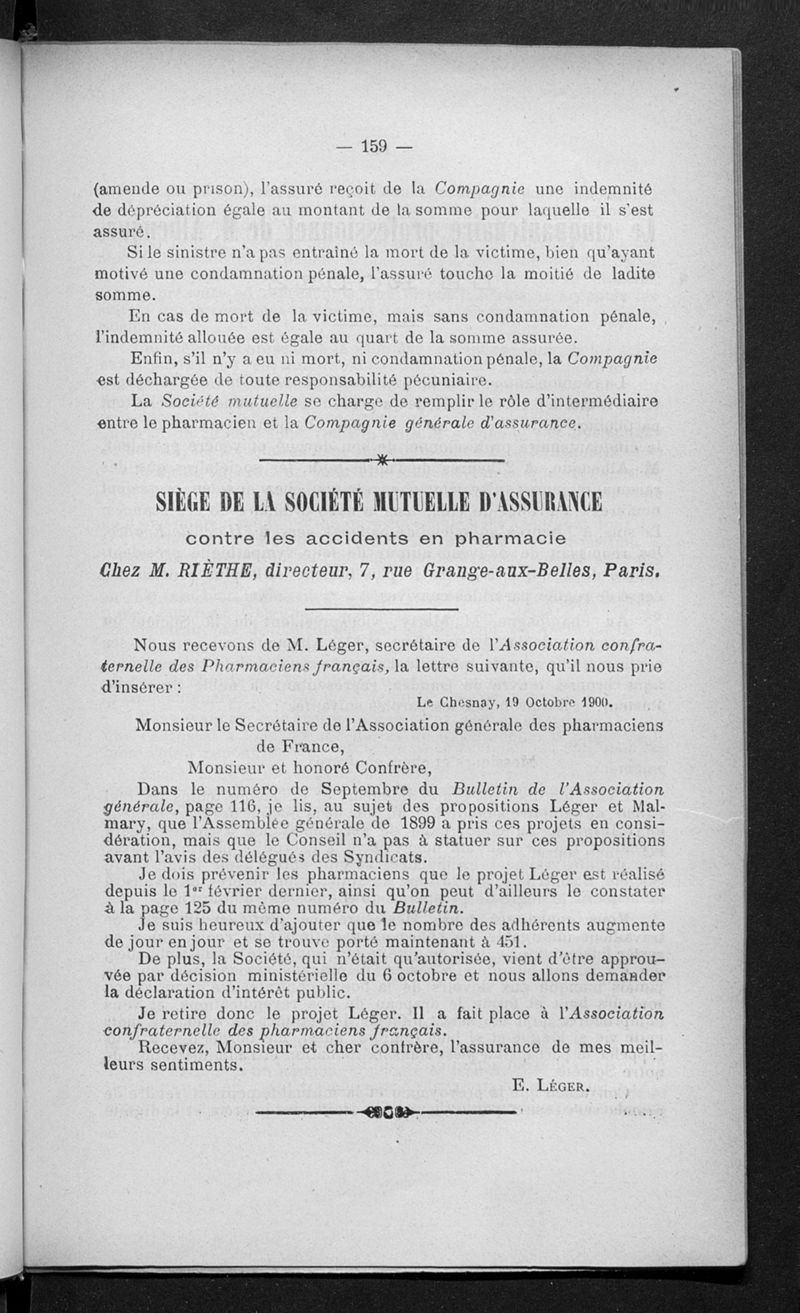 — 159 —
(amende ou prison), l'assuré reçoit de la Compagnie une indemnité
de dépréciation égale au montant de la somme pour laquelle il s'est
assuré.
Si le sinistre n'a pas entraîné la mort de la victime, bien qu'ayant
motivé une condamnation pénale, l'assuré touche la moitié de ladite
somme.
En cas de mort de la victime, mais sans condamnation pénale,
l'indemnité allouée est égale au quart de la somme assurée.
Enfin, s'il n'y a eu ni mort, ni condamnation pénale, la Compagnie
est déchargée de toute responsabilité pécuniaire.
La Société mutuelle se charge de remplir le rôle d'intermédiaire
entre le pharmacien et la Compagnie générale d'assurance.
SIÈGE DE LA SOCIÉTÉ MUTUELLE D'ASSURANCE
contre les accidents en pharmacie
Chez M. RIÈTHE, directeur, 7, rue Grange-aux-Belles, Paris.
Nous recevons de M. Léger, secrétaire de l'Association confra-
ternelle des Pharmaciens français, la lettre suivante, qu'il nous prie
d'insérer :
Le Chesnay, 19 Octobre 1900.
Monsieur le Secrétaire de l'Association générale des pharmaciens
de France,
Monsieur et honoré Confrère,
Dans le numéro de Septembre du Bulletin de l'Association
générale, page 116, je lis, au sujet des propositions Léger et Mal-
mary, que l'Assemblée générale de 1899 a pris ces projets en consi-
dération, mais que le Conseil n'a pas à statuer sur ces propositions
avant l'avis des délégués des Syndicats.
Je dois prévenir les pharmaciens que le projet Léger est réalisé
depuis le 1er février dernier, ainsi qu'on peut d'ailleurs le constater
à la page 125 du même numéro du Bulletin.
Je suis heureux d'ajouter que le nombre des adhérents augmente
de jour en jour et se trouve porté maintenant à 451.
De plus, la Société, qui n'était qu'autorisée, vient d'être approu-
vée par décision ministérielle du 6 octobre et nous allons demander
la déclaration d'intérêt public.
Je retire donc le projet Léger. Il a fait place à l'Association
confraternelle des pharmaciens français.
Recevez, Monsieur et cher confrère, l'assurance de mes meil-
leurs sentiments.
E. LÉGER.